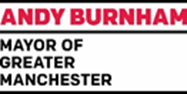 ANDY BURNHAM
MAYOR OF
GREATER
MANCHESTER